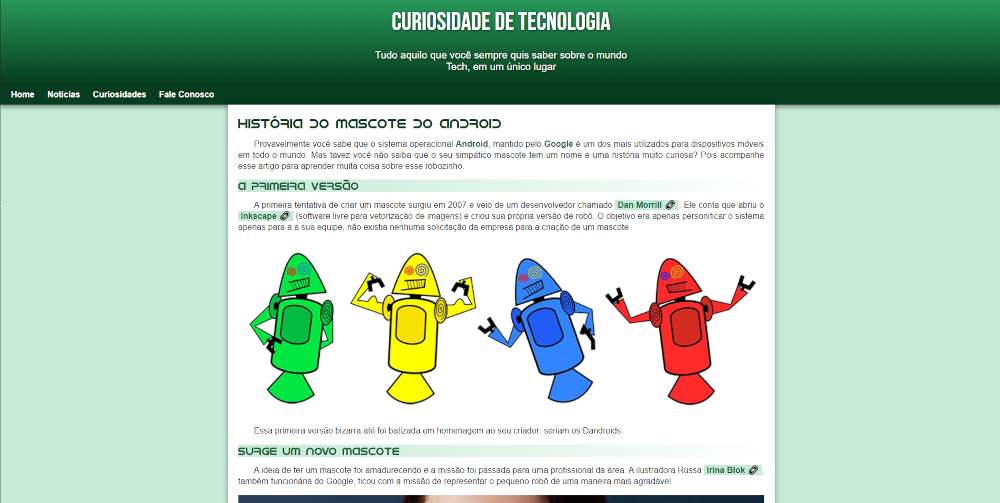 CURIOSIDADE DE TECNOLOGIA
Tudo aquilo que você sempre quis saber sobre o mundo
Tech, em um único lugar
Home Notícias Curiosidades Fale Conosco
História do Mascote do Android
Provavelmente você sabe que o sistema operacional Android, mantido pelo Google é um dos mais utilizados para dispositivos móveis
em todo o mundo. Mas tavez você não saiba que o seu simpático mascote tem um nome e uma história muito curiosa? Pois acompanhe
esse artigo para aprender muita coisa sobre esse robozinho.
A primeira versão
A primeira tentativa de criar um mascote surgiu em 2007 e veio de um desenvolvedor chamado Dan Morrill. Ele conta que abriu o
Inkscape (software livre para vetorização de imagens) e criou sua própria versão de robô. O objetivo era apenas personificar o sistema
apenas para a a sua equipe, não existia nenhuma solicitação da empresa para a criação de um mascote.
Essa primeira versão bizarra até foi batizada em homenagem ao seu criador: seriam os Dandroids.
Surge um novo mascote
A ideia de ter um mascote foi amadurecendo e a missão foi passada para uma profissional da área. A ilustradora Russa Irina Blok,
também funcionária do Google, ficou com a missão de representar o pequeno robô de uma maneira mais agradável.